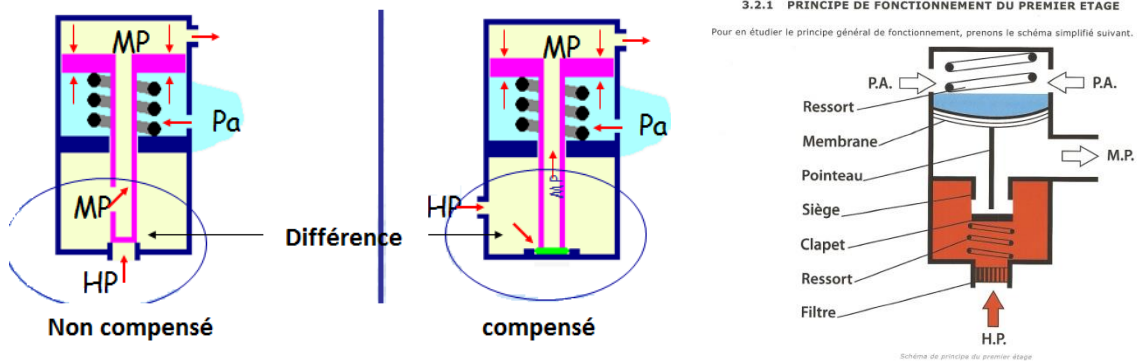 MP
Pa
MP
HP
Non compensé
Différence
MP
Pa
MP
HP
compensé
3.2.1 PRINCIPE DE FONCTIONNEMENT DU PREMIER ETAGE
Pour en étudier le principe général de fonctionnement, prenons le schéma simplifié suivant.
P.A.
P.A.
Ressort
Membrane
M.P.
Pointeau
Siège
Clapet
Ressort
Filtre
H.P.
Schéma de principe du premier étage